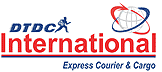 DTDC
International
Express Courier & Cargo